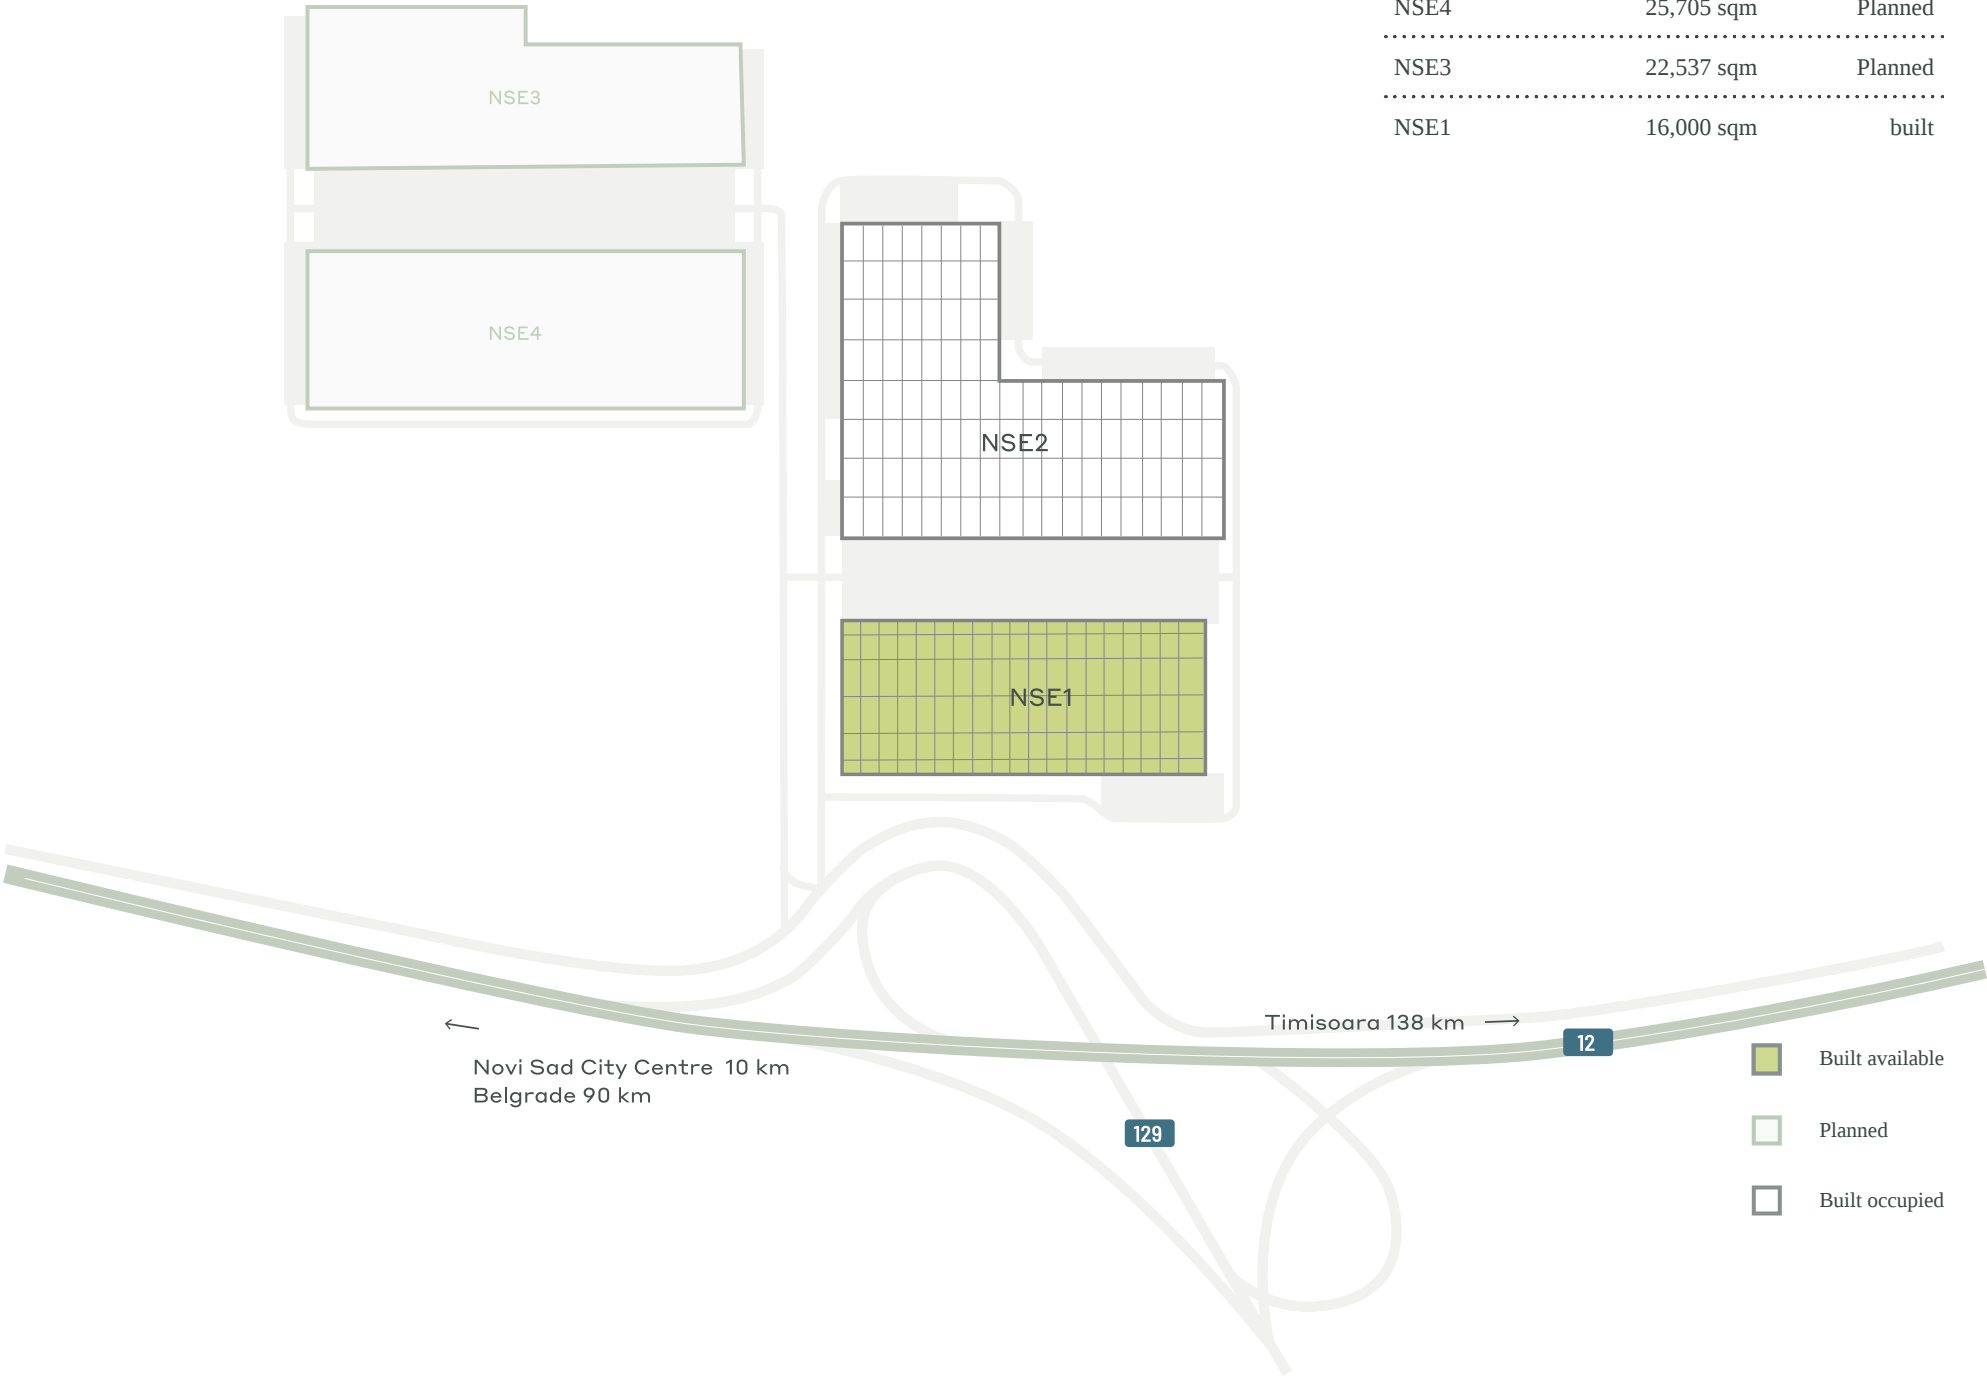 NSE4 25,705 sqm Planned
NSE3 22,537 sqm Planned
NSE1 16,000 sqm built
NSE3
NSE4
NSE2
NSE1
Timisoara 138 km →
12
← 
Novi Sad City Centre 10 km
Belgrade 90 km
129
Built available
Planned
Built occupied